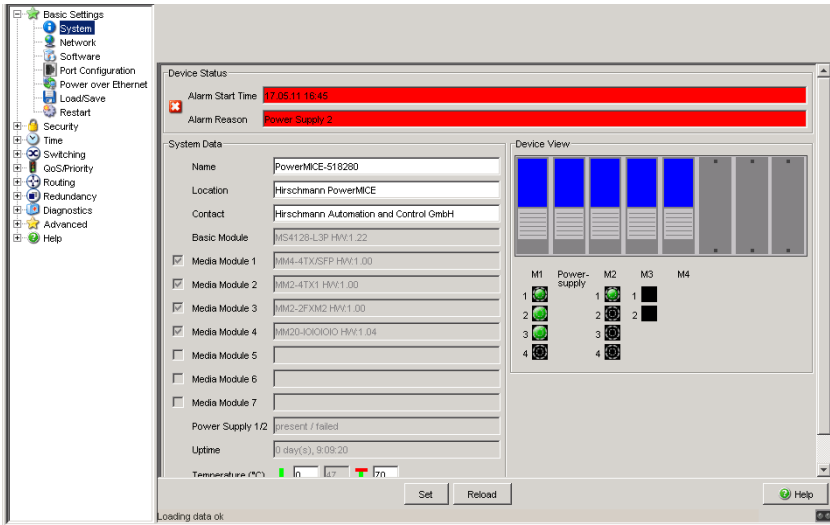 Basic Settings
System
Network
Software
Port Configuration
Power over Ethernet
Load/Save
Restart
Security
Time
Switching
QoS/Priority
Routing
Redundancy
Diagnostics
Advanced
Help
Device Status
Alarm Start Time 17.05.11 16:45
Alarm Reason Power Supply 2
System Data
Name PowerMICE-518280
Location Hirschmann PowerMICE
Contact Hirschmann Automation and Control GmbH
Basic Module MS4128-L3P HW:1.22
Media Module 1 MM4-4TX/SFP HW:1.00
Media Module 2 MM2-4TX1 HW:1.00
Media Module 3 MM2-2FXM2 HW:1.00
Media Module 4 MM20-IOIOIOIO HW:1.04
Media Module 5
Media Module 6
Media Module 7
Power Supply 1/2 present / failed
Uptime 0 day(s), 9:09:20
Temperature (°C) 0 47 70
Device View
M1 Power-supply M2 M3 M4
1 1 1
2 2 2
3 3
4 4
Set Reload Help
Loading data ok